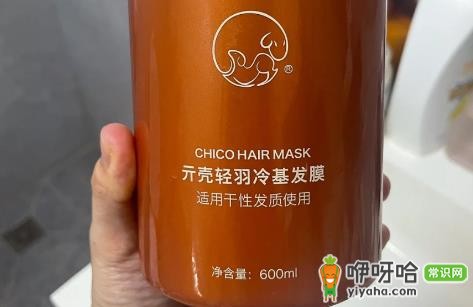 ®
CHICO HAIR MASK
亓壳轻羽冷基发膜
适用干性发质使用
净含量：600ml
咿呀哈 常识网
yiyaha.com